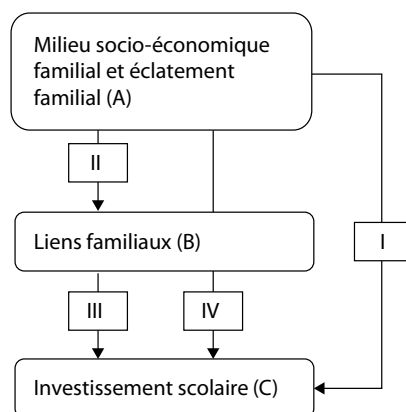 Milieu socio-économique
familial et éclatement
familial (A)
II
Liens familiaux (B)
I
III
IV
Investissement scolaire (C)